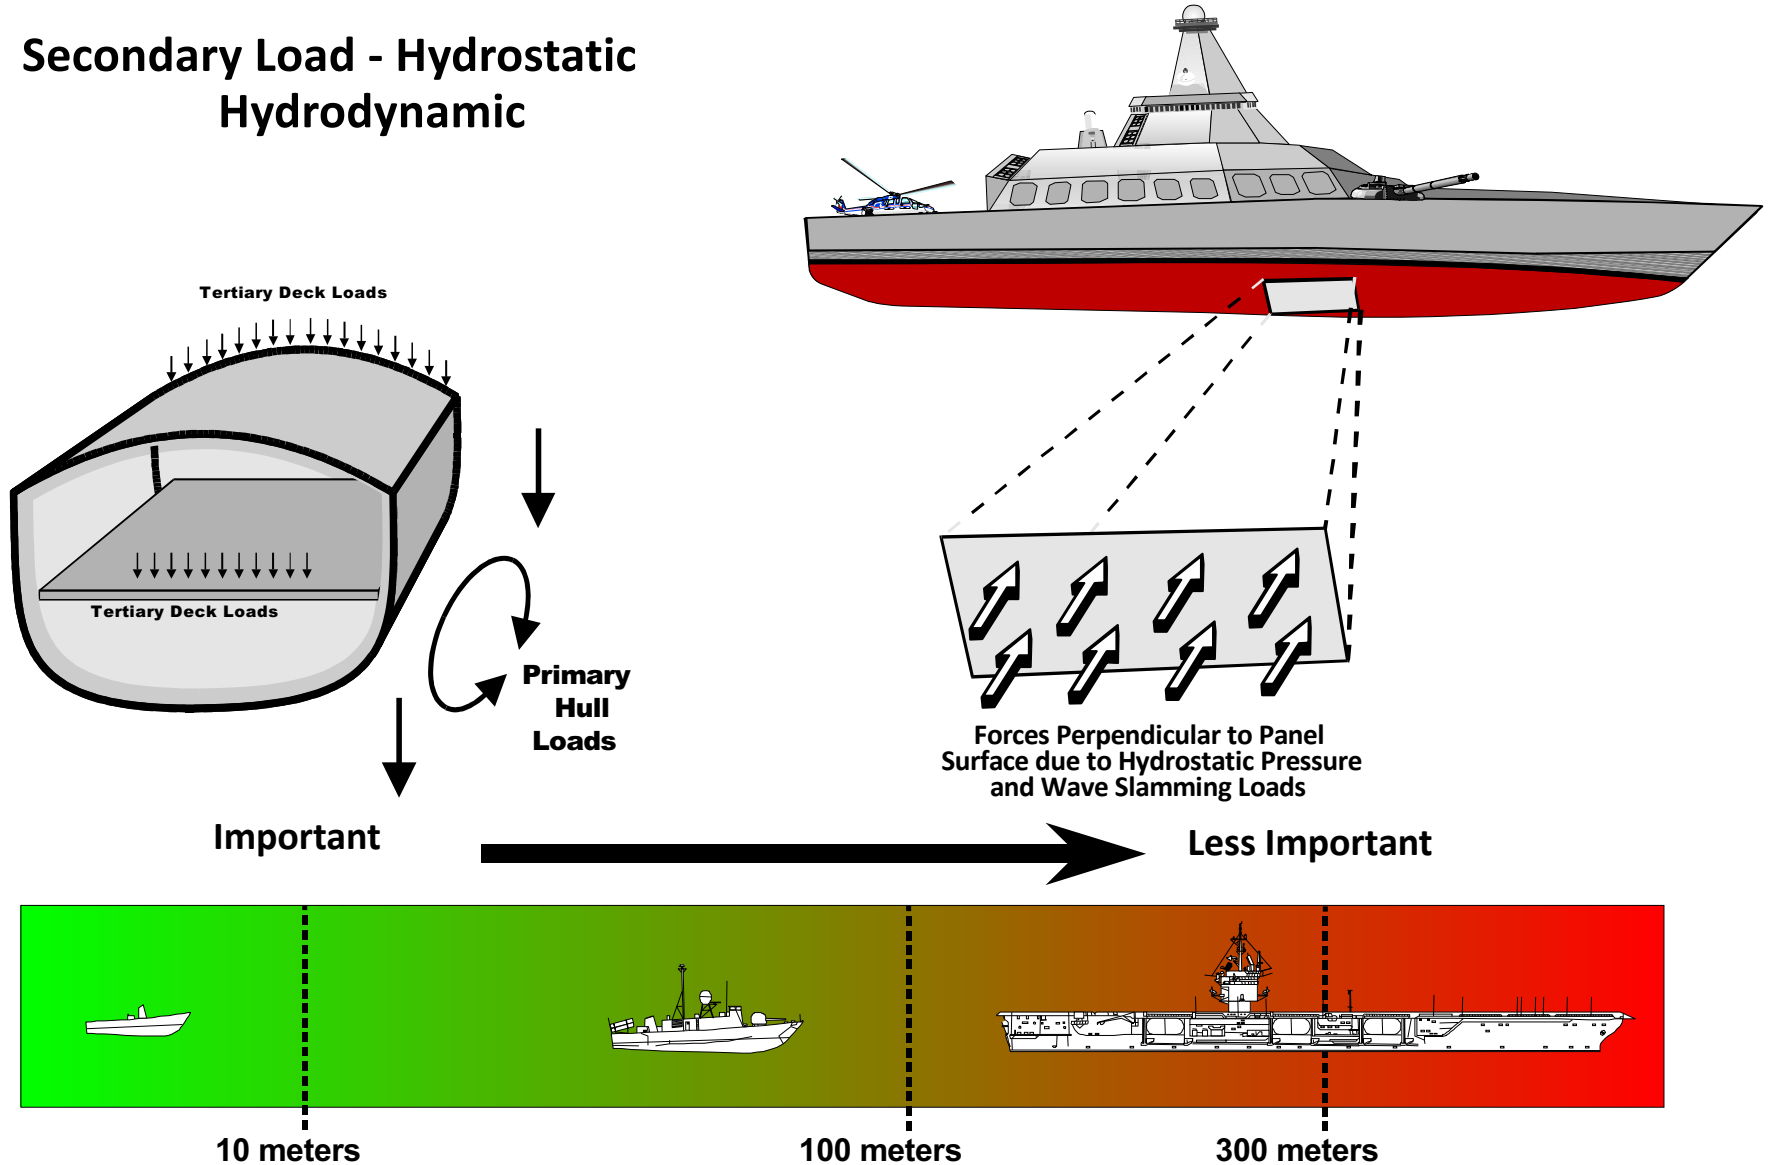 Secondary Load - Hydrostatic
Hydrodynamic
Tertiary Deck Loads
Tertiary Deck Loads
Primary
Hull
Loads
Forces Perpendicular to Panel
Surface due to Hydrostatic Pressure
and Wave Slamming Loads
Important
Less Important
10 meters
100 meters
300 meters